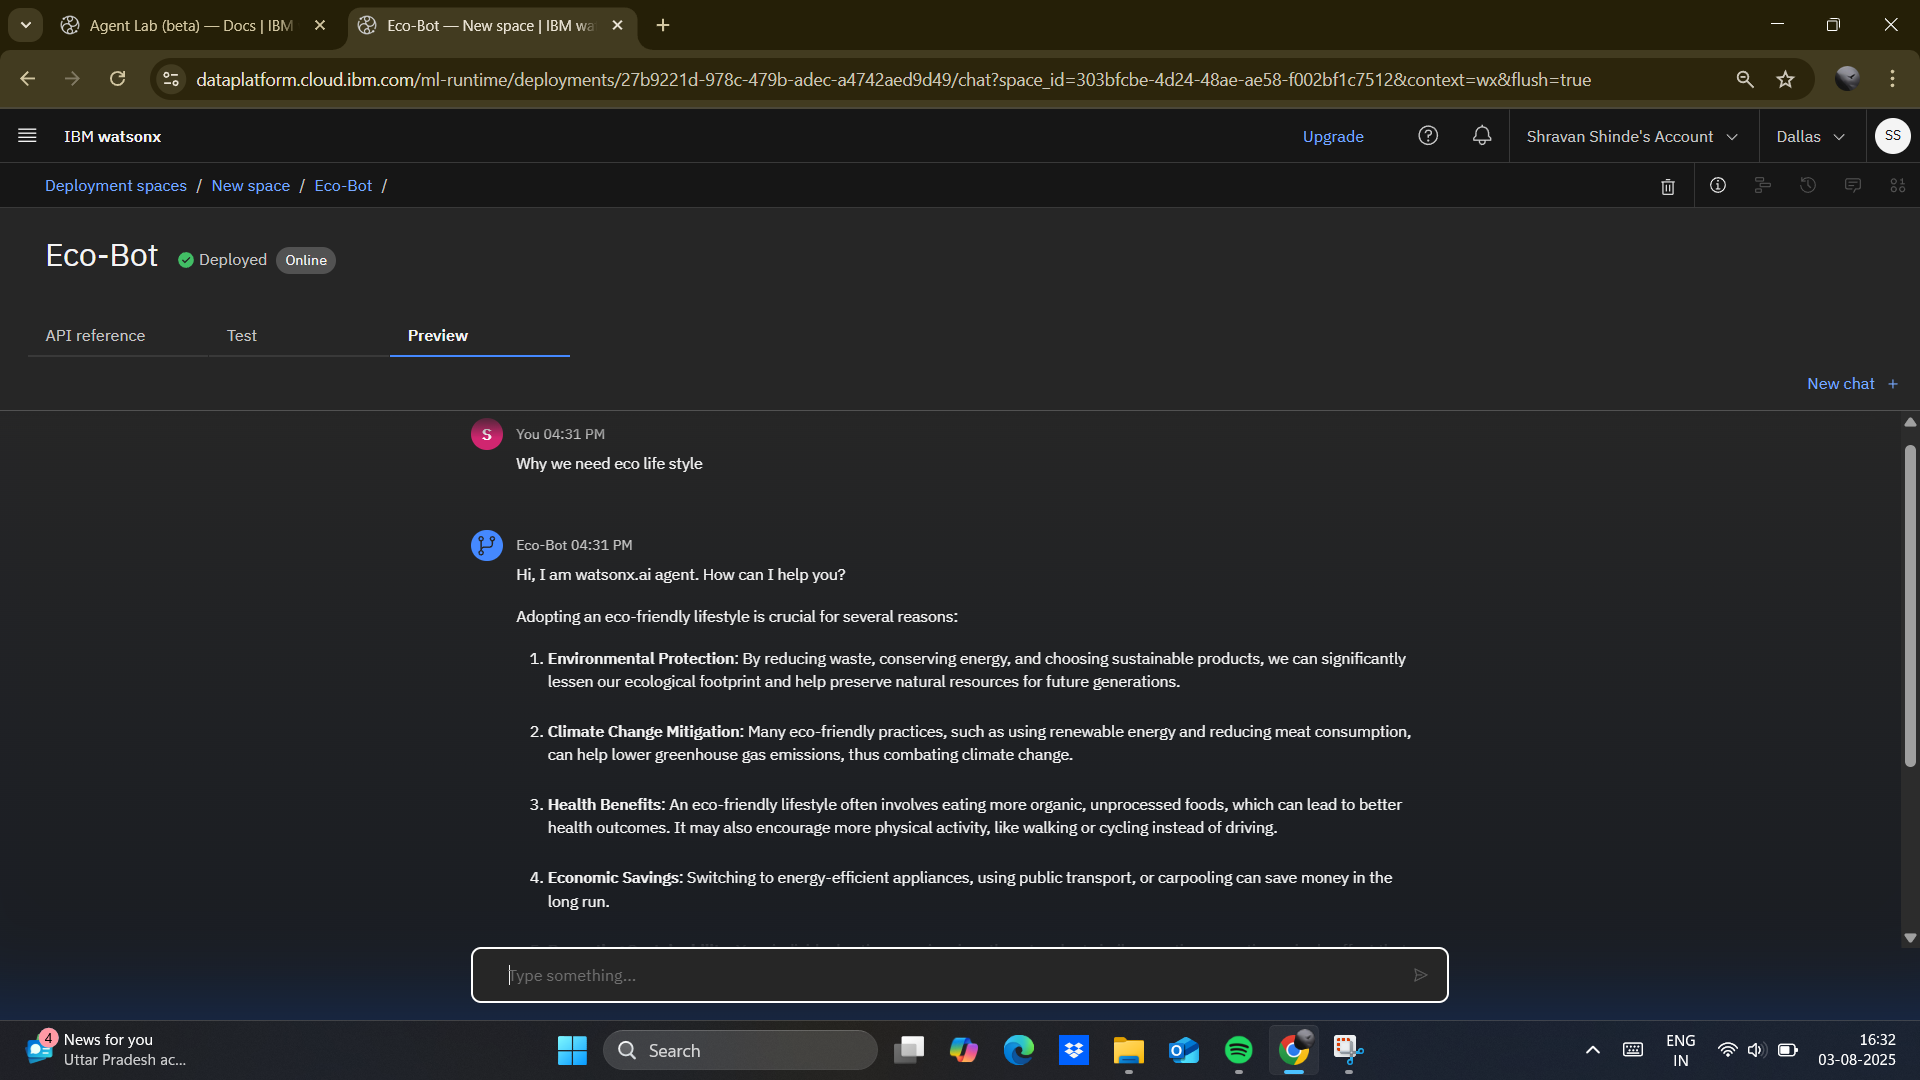 Agent Lab (beta) — Docs | IBM
Eco-Bot — New space | IBM wa
dataplatform.cloud.ibm.com/ml-runtime/deployments/27b9221d-978c-479b-adec-a4742aed9d49/chat?space_id=303bfcbe-4d24-48ae-ae58-f002bf1c7512&context=wx&flush=true
IBM watsonx
Upgrade
Shravan Shinde's Account
Dallas
SS
Deployment spaces / New space / Eco-Bot /
Eco-Bot
Deployed
Online
API reference
Test
Preview
New chat +
S
You 04:31 PM
Why we need eco life style
Eco-Bot 04:31 PM
Hi, I am watsonx.ai agent. How can I help you?
Adopting an eco-friendly lifestyle is crucial for several reasons:
1. Environmental Protection: By reducing waste, conserving energy, and choosing sustainable products, we can significantly
lessen our ecological footprint and help preserve natural resources for future generations.
2. Climate Change Mitigation: Many eco-friendly practices, such as using renewable energy and reducing meat consumption,
can help lower greenhouse gas emissions, thus combating climate change.
3. Health Benefits: An eco-friendly lifestyle often involves eating more organic, unprocessed foods, which can lead to better
health outcomes. It may also encourage more physical activity, like walking or cycling instead of driving.
4. Economic Savings: Switching to energy-efficient appliances, using public transport, or carpooling can save money in the
long run.
Type something...
4
News for you
Uttar Pradesh ac...
Search
ENG
IN
16:32
03-08-2025